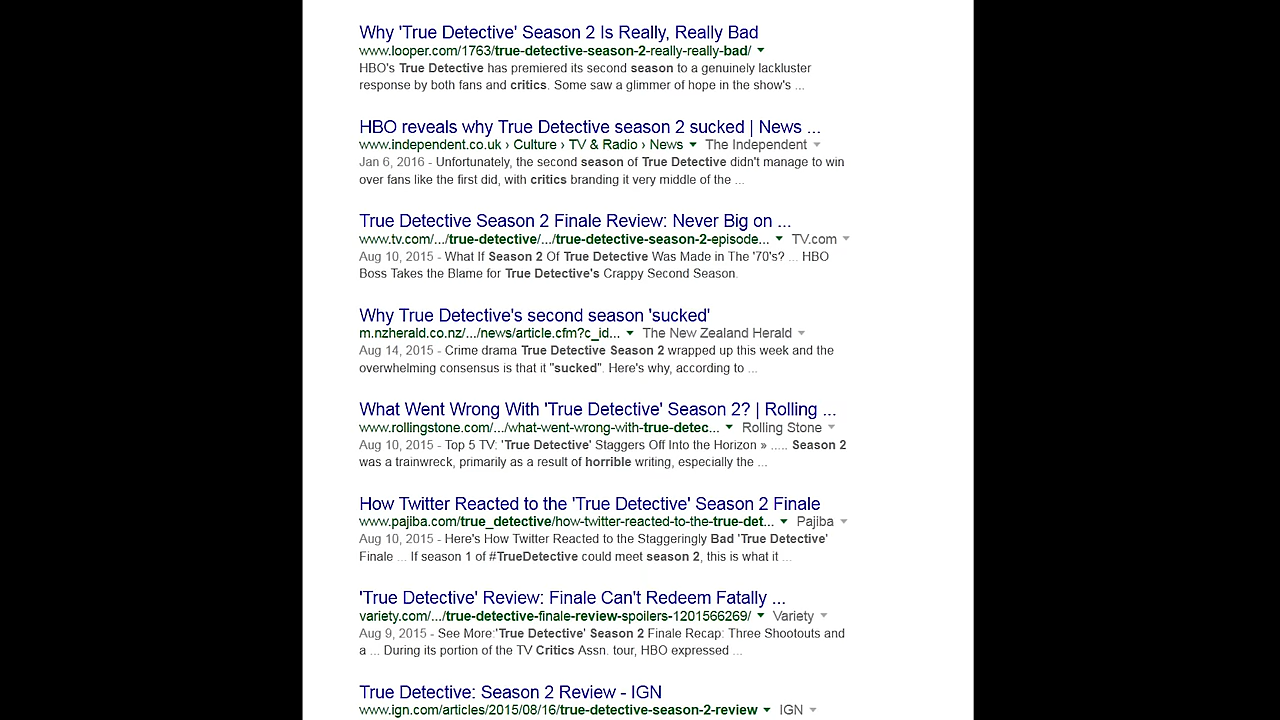 Why 'True Detective' Season 2 Is Really, Really Bad
www.looper.com/1763/true-detective-season-2-really-really-bad/
HBO's True Detective has premiered its second season to a genuinely lackluster
response by both fans and critics. Some saw a glimmer of hope in the show's ...
HBO reveals why True Detective season 2 sucked | News ...
www.independent.co.uk › Culture › TV & Radio › News The Independent
Jan 6, 2016 - Unfortunately, the second season of True Detective didn't manage to win
over fans like the first did, with critics branding it very middle of the ...
True Detective Season 2 Finale Review: Never Big on ...
www.tv.com/.../true-detective/.../true-detective-season-2-episode... TV.com
Aug 10, 2015 - What If Season 2 Of True Detective Was Made in The '70's? ... HBO
Boss Takes the Blame for True Detective's Crappy Second Season.
Why True Detective's second season 'sucked'
m.nzherald.co.nz/.../news/article.cfm?c_id... The New Zealand Herald
Aug 14, 2015 - Crime drama True Detective Season 2 wrapped up this week and the
overwhelming consensus is that it "sucked". Here's why, according to ...
What Went Wrong With 'True Detective' Season 2? | Rolling ...
www.rollingstone.com/.../what-went-wrong-with-true-detec... Rolling Stone
Aug 10, 2015 - Top 5 TV: 'True Detective' Staggers Off Into the Horizon » ..... Season 2
was a trainwreck, primarily as a result of horrible writing, especially the ...
How Twitter Reacted to the 'True Detective' Season 2 Finale
www.pajiba.com/true_detective/how-twitter-reacted-to-the-true-det... Pajiba
Aug 10, 2015 - Here's How Twitter Reacted to the Staggeringly Bad 'True Detective'
Finale ... If season 1 of #TrueDetective could meet season 2, this is what it ...
'True Detective' Review: Finale Can't Redeem Fatally ...
variety.com/.../true-detective-finale-review-spoilers-1201566269/ Variety
Aug 9, 2015 - See More:'True Detective' Season 2 Finale Recap: Three Shootouts and
a ... During its portion of the TV Critics Assn. tour, HBO expressed ...
True Detective: Season 2 Review - IGN
www.ign.com/articles/2015/08/16/true-detective-season-2-review IGN